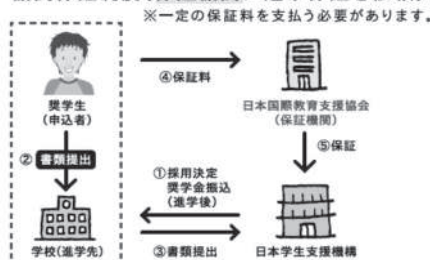 ※一定の保証料を支払う必要があります。
④保証料
奨学生
(申込者)
日本国際教育支援協会
(保証機関)
② 書類提出
⑤保証
①採用決定
奨学金振込
(進学後)
学校(進学先)
③書類提出
日本学生支援機構